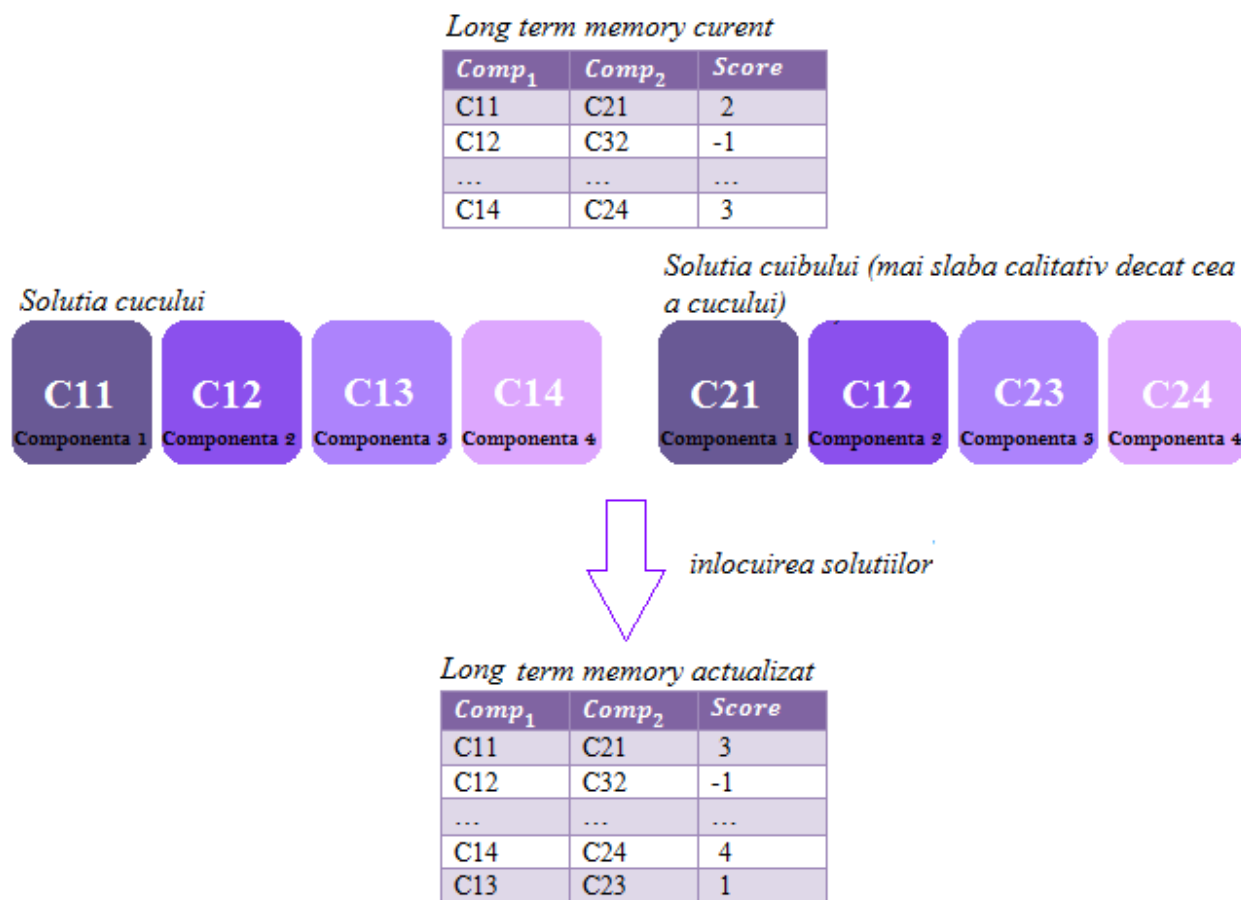 Long term memory curent
Comp1 Comp2 Score
C11 C21 2
C12 C32 -1
... ... ...
C14 C24 3
Solutia cuibului (mai slaba calitativ decat cea
a cucului)
Solutia cucului
C11 C12 C13 C14
Componenta 1 Componenta 2 Componenta 3 Componenta 4
C21 C12 C23 C24
Componenta 1 Componenta 2 Componenta 3 Componenta 4
inlocuirea solutiilor
Long term memory actualizat
Comp1 Comp2 Score
C11 C21 3
C12 C32 -1
... ... ...
C14 C24 4
C13 C23 1